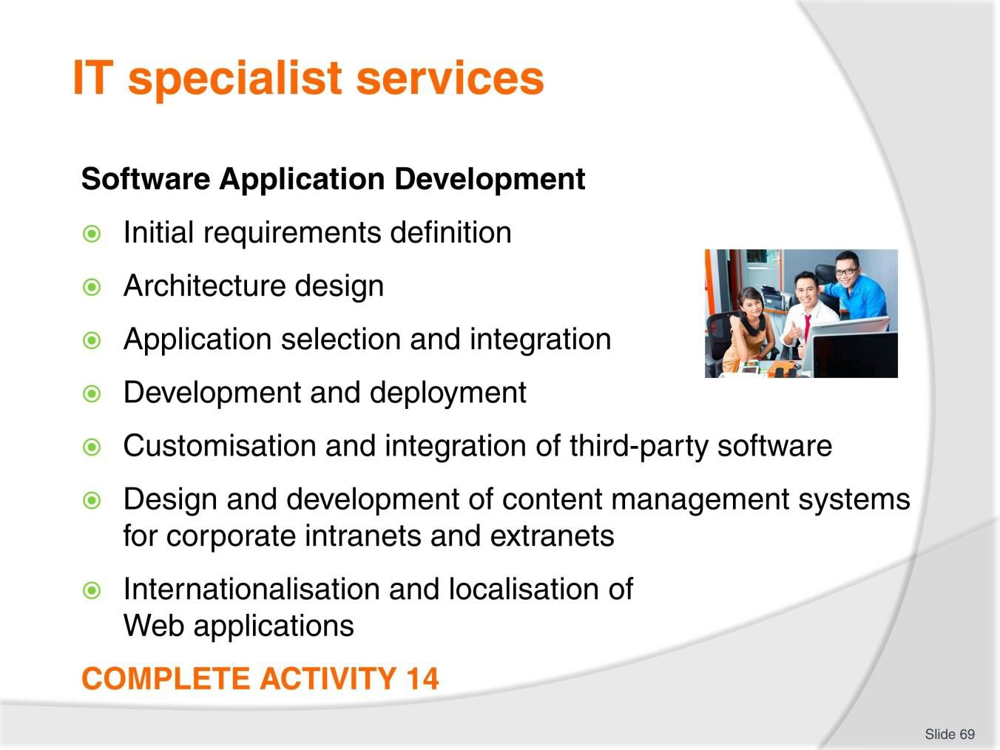 IT specialist services
Software Application Development
Initial requirements definition
Architecture design
Application selection and integration
Development and deployment
Customisation and integration of third-party software
Design and development of content management systems
for corporate intranets and extranets
Internationalisation and localisation of
Web applications
COMPLETE ACTIVITY 14
Slide 69